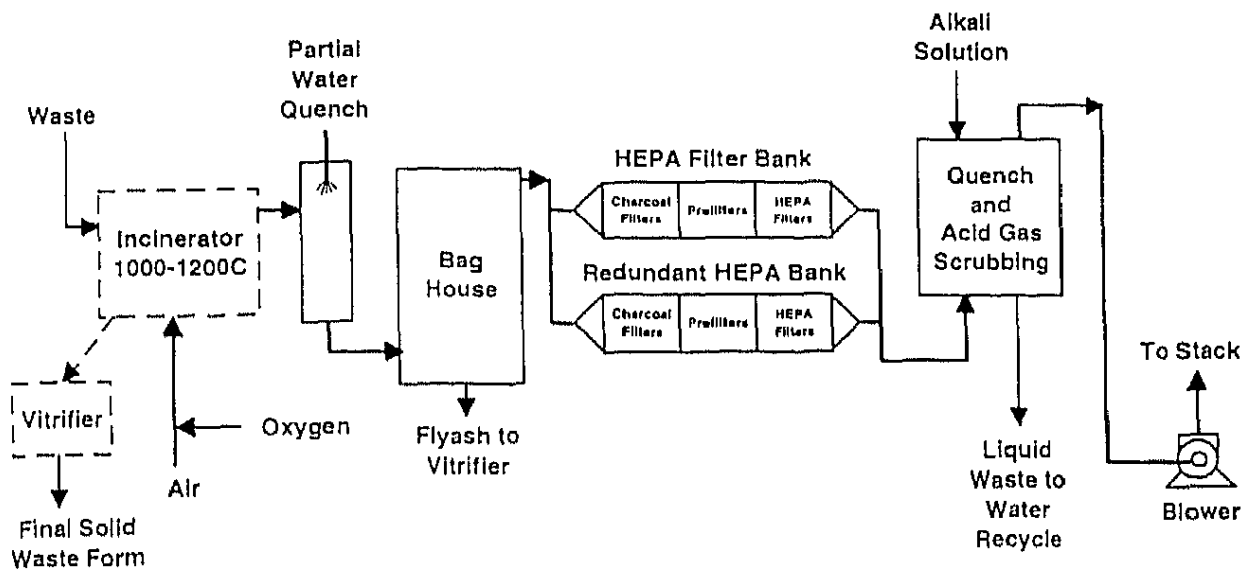 Partial
Water
Quench
Alkali
Solution
Waste
HEPA Filter Bank
Charcoal
Filters
Prefilters
HEPA
Filters
Quench
and
Acid Gas
Scrubbing
Incinerator
1000-1200C
Bag
House
Redundant HEPA Bank
Charcoal
Filters
Prefilters
HEPA
Filters
To Stack
Vitrifier
Oxygen
Flyash to
Vitrifier
Air
Liquid
Waste to
Water
Recycle
Blower
Final Solid
Waste Form